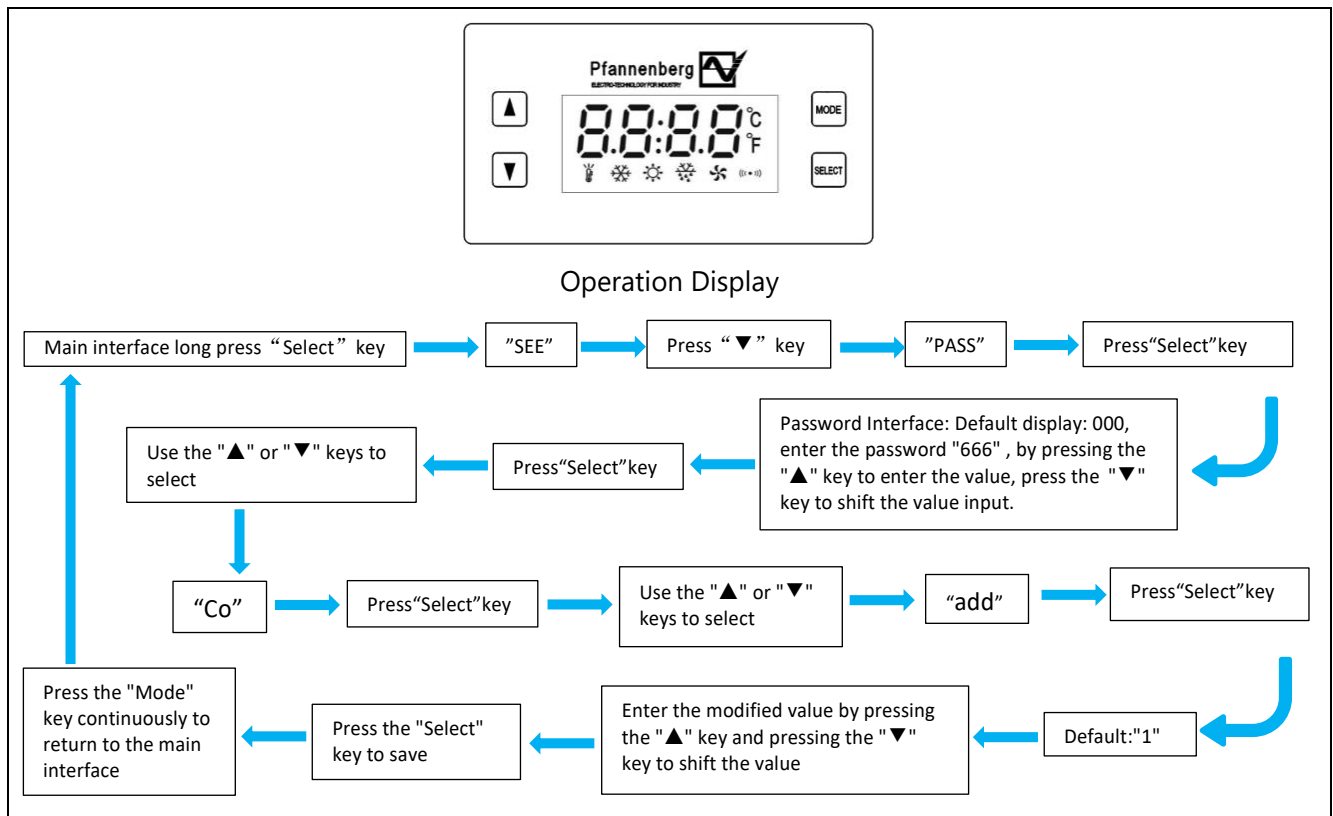 Pfannenberg
ELECTRO-TECHNOLOGY FOR INDUSTRY
▲
MODE
88:88 °C
°F
▼
SELECT
Operation Display
Main interface long press “Select” key
"SEE"
Press “▼” key
"PASS"
Press“Select”key
Password Interface: Default display: 000,
enter the password "666" , by pressing the
"▲" key to enter the value, press the "▼"
key to shift the value input.
Press“Select”key
Use the "▲" or "▼" keys to
select
“Co”
Press“Select”key
Use the "▲" or "▼"
keys to select
“add”
Press“Select”key
Default:"1"
Enter the modified value by pressing
the "▲" key and pressing the "▼"
key to shift the value
Press the "Select"
key to save
Press the "Mode"
key continuously to
return to the main
interface